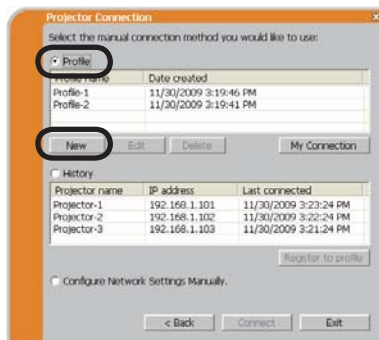 Projector Connection
Select the manual connection method you would like to use:
Profile
Profile name Date created
Profile-1 11/30/2009 3:19:46 PM
Profile-2 11/30/2009 3:19:41 PM
New Edit Delete My Connection
History
Projector name IP address Last connected
Projector-1 192.168.1.101 11/30/2009 3:23:24 PM
Projector-2 192.168.1.102 11/30/2009 3:22:24 PM
Projector-3 192.168.1.103 11/30/2009 3:21:24 PM
Register to profile
Configure Network Settings Manually.
< Back Connect Exit